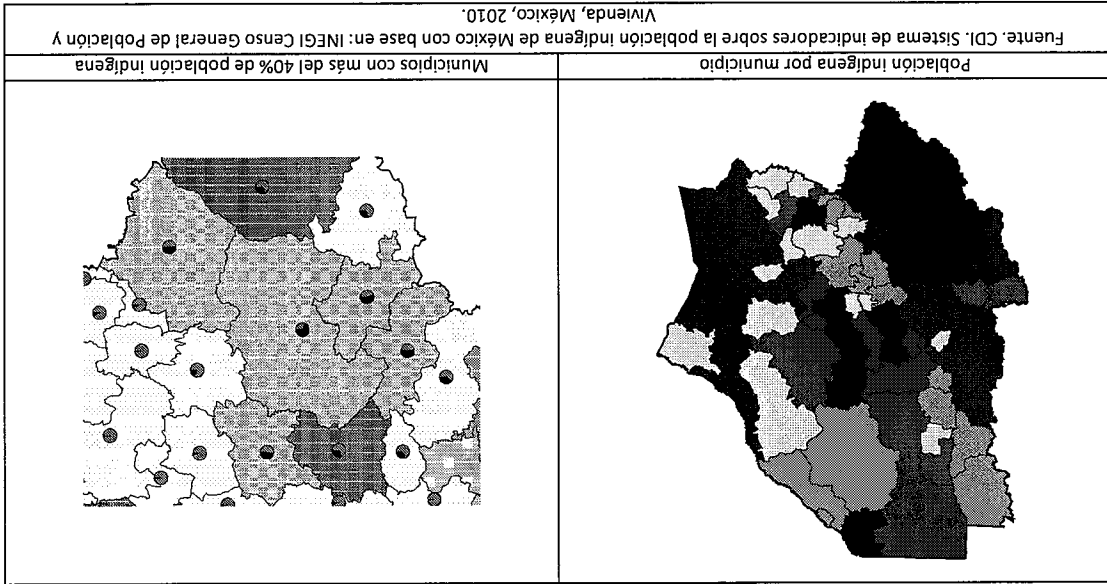 Población indígena por municipio
Municipios con más del 40% de población indígena
Fuente. CDI. Sistema de indicadores sobre la población indígena de México con base en: INEGI Censo General de Población y
Vivienda, México, 2010.